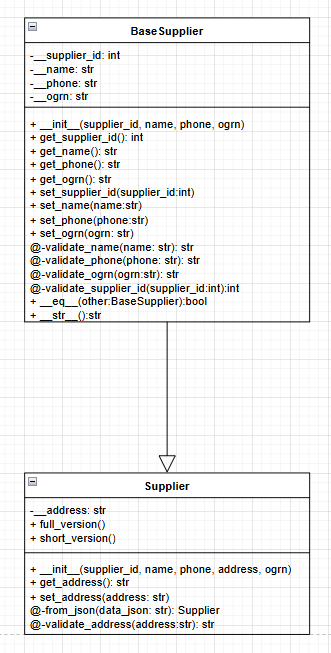 BaseSupplier
-__supplier_id: int
-__name: str
-__phone: str
-__ogrn: str
+ __init__(supplier_id, name, phone, ogrn)
+ get_supplier_id(): int
+ get_name(): str
+ get_phone(): str
+ get_ogrn(): str
+ set_supplier_id(supplier_id:int)
+ set_name(name:str)
+ set_phone(phone:str)
+ set_ogrn(ogrn: str)
@-validate_name(name: str): str
@-validate_phone(phone: str): str
@-validate_ogrn(ogrn:str): str
@-validate_supplier_id(supplier_id:int):int
+ __eq__(other:BaseSupplier):bool
+ __str__():str
Supplier
-__address: str
+ full_version()
+ short_version()
+ __init__(supplier_id, name, phone, address, ogrn)
+ get_address(): str
+ set_address(address: str)
@-from_json(data_json: str): Supplier
@-validate_address(address:str): str